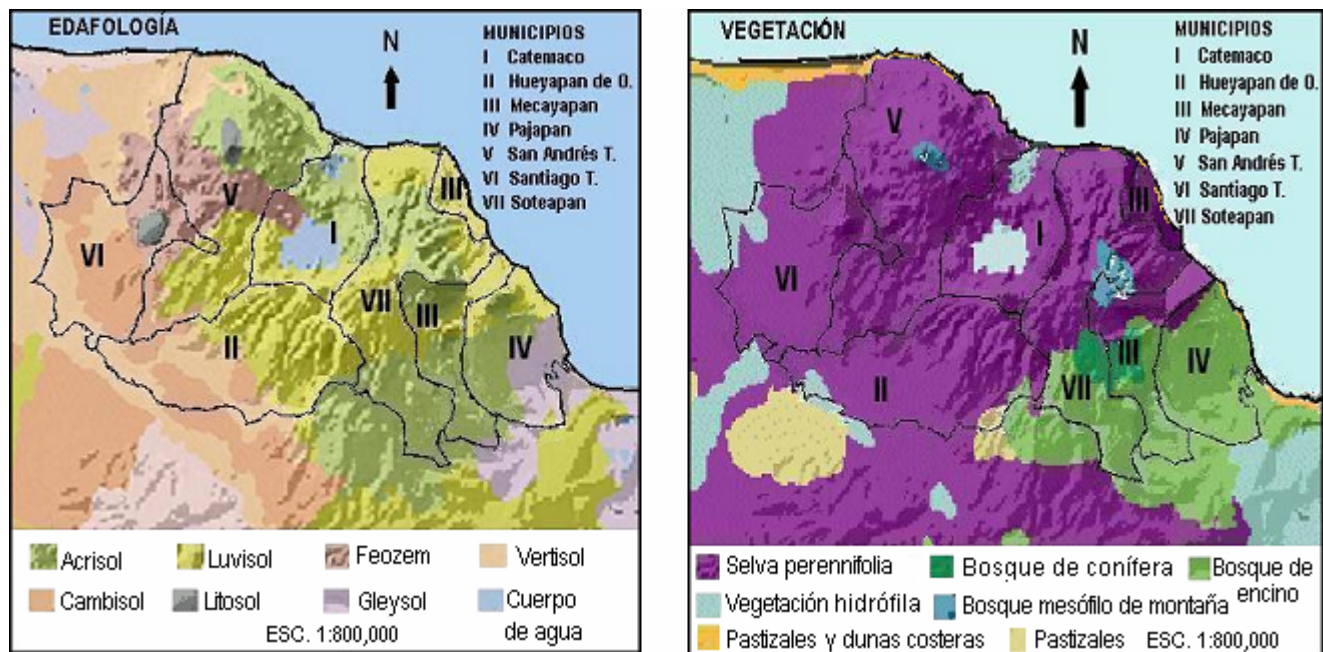 EDAFOLOGÍA
N
MUNICIPIOS
I Catemaco
II Hueyapan de O.
III Mecayapan
IV Pajapan
V San Andrés T.
VI Santiago T.
VII Soteapan
V
III
I
VI
VII
III
II
IV
Acrisol
Luvisol
Feozem
Vertisol
Cambisol
Litosol
Gleysol
Cuerpo
de agua
ESC. 1:800,000
VEGETACIÓN
N
MUNICIPIOS
I Catemaco
II Hueyapan de O.
III Mecayapan
IV Pajapan
V San Andrés T.
VI Santiago T.
VII Soteapan
V
III
I
VI
III
IV
II
VII
Selva perennifolia
Bosque de conífera
Bosque de
encino
Vegetación hidrófila
Bosque mesófilo de montaña
Pastizales y dunas costeras
Pastizales
ESC. 1:800,000